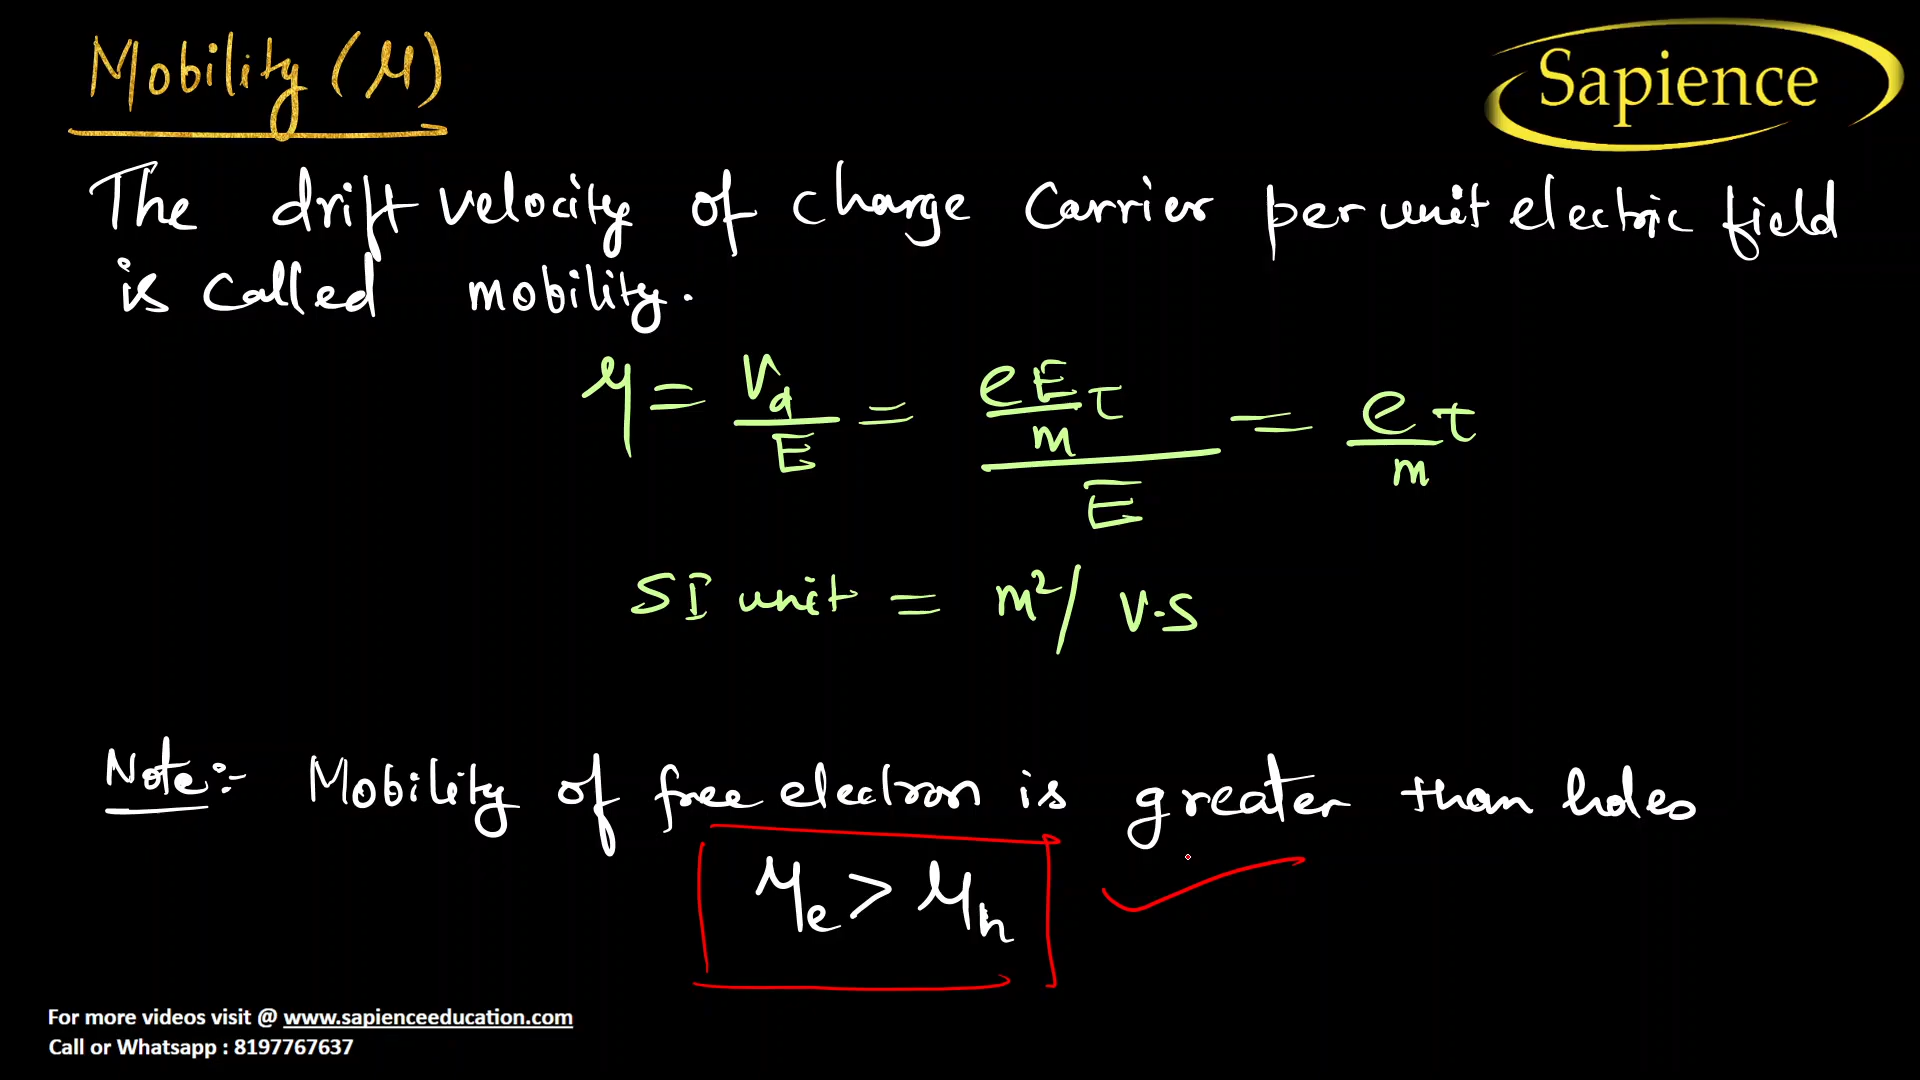 Mobility (μ)
Sapience
The drift velocity of charge carrier per unit electric field
is called mobility.
μ = Vd/E = (eE/m τ)/E = e/m τ
SI unit = m²/ V·S
Note:- Mobility of free electron is greater than holes
μe > μh
For more videos visit @ www.sapienceeducation.com
Call or Whatsapp : 8197767637